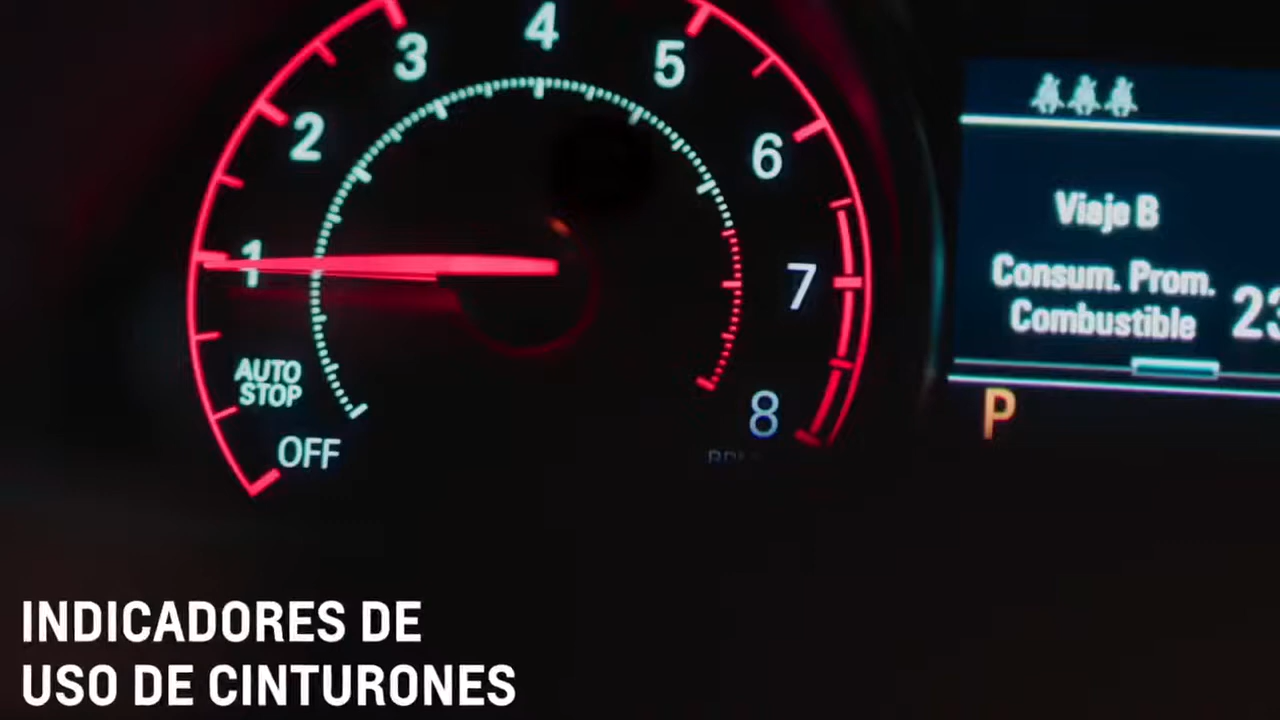 4
3
5
2
6
1
7
AUTO
STOP
8
OFF
Viaje B
Consum. Prom.
Combustible 23
P
INDICADORES DE
USO DE CINTURONES